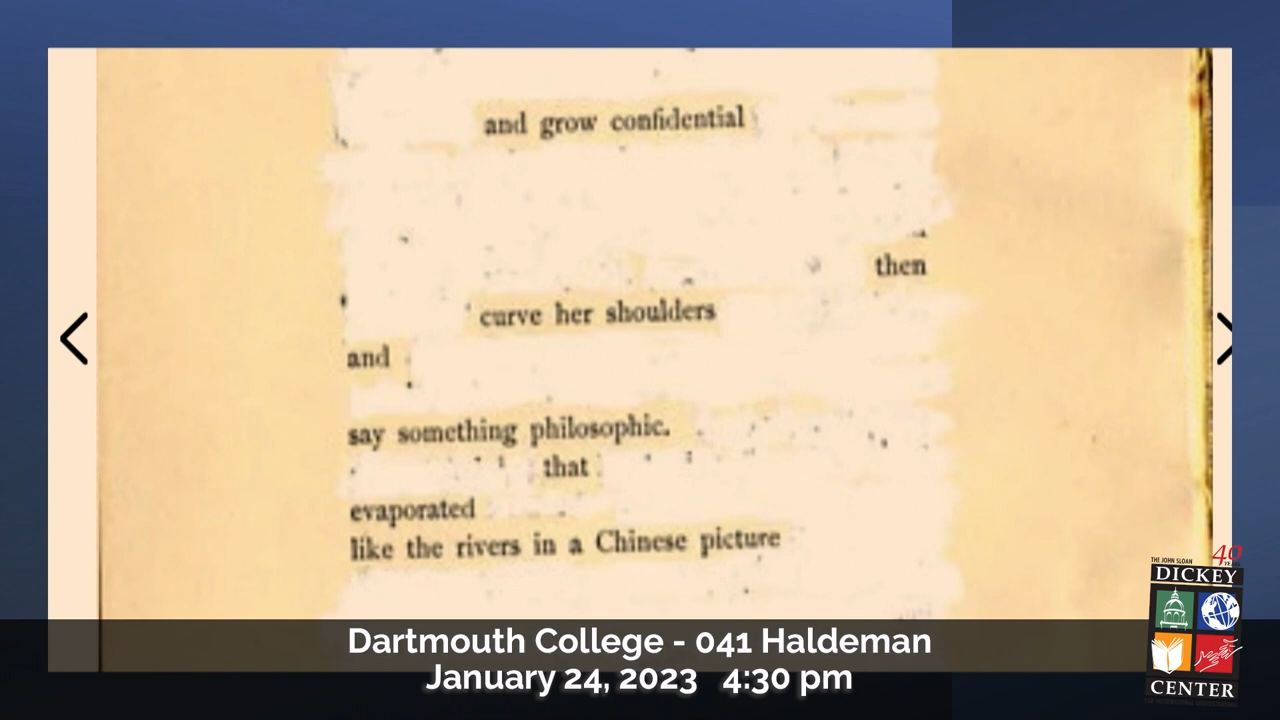 and grow confidential
then
curve her shoulders
and
say something philosophic.
that
evaporated
like the rivers in a Chinese picture
Dartmouth College - 041 Haldeman
January 24, 2023 4:30 pm
THE JOHN SLOAN
40
YEARS
DICKEY
CENTER